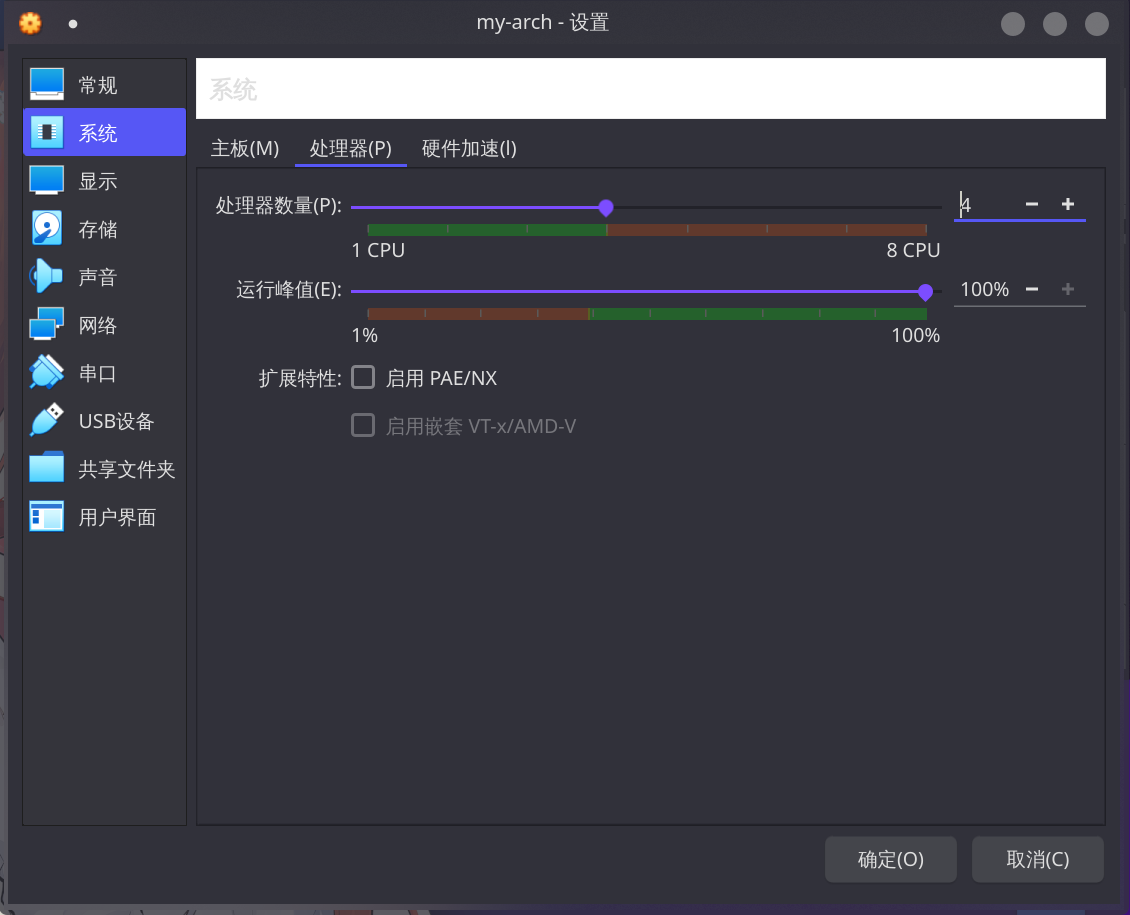 my-arch - 设置
常规
系统
显示
存储
声音
网络
串口
USB设备
共享文件夹
用户界面
系统
主板(M) 处理器(P) 硬件加速(I)
处理器数量(P): 4
1 CPU 8 CPU
运行峰值(E): 100%
1% 100%
扩展特性: 启用 PAE/NX
启用嵌套 VT-x/AMD-V
确定(O) 取消(C)